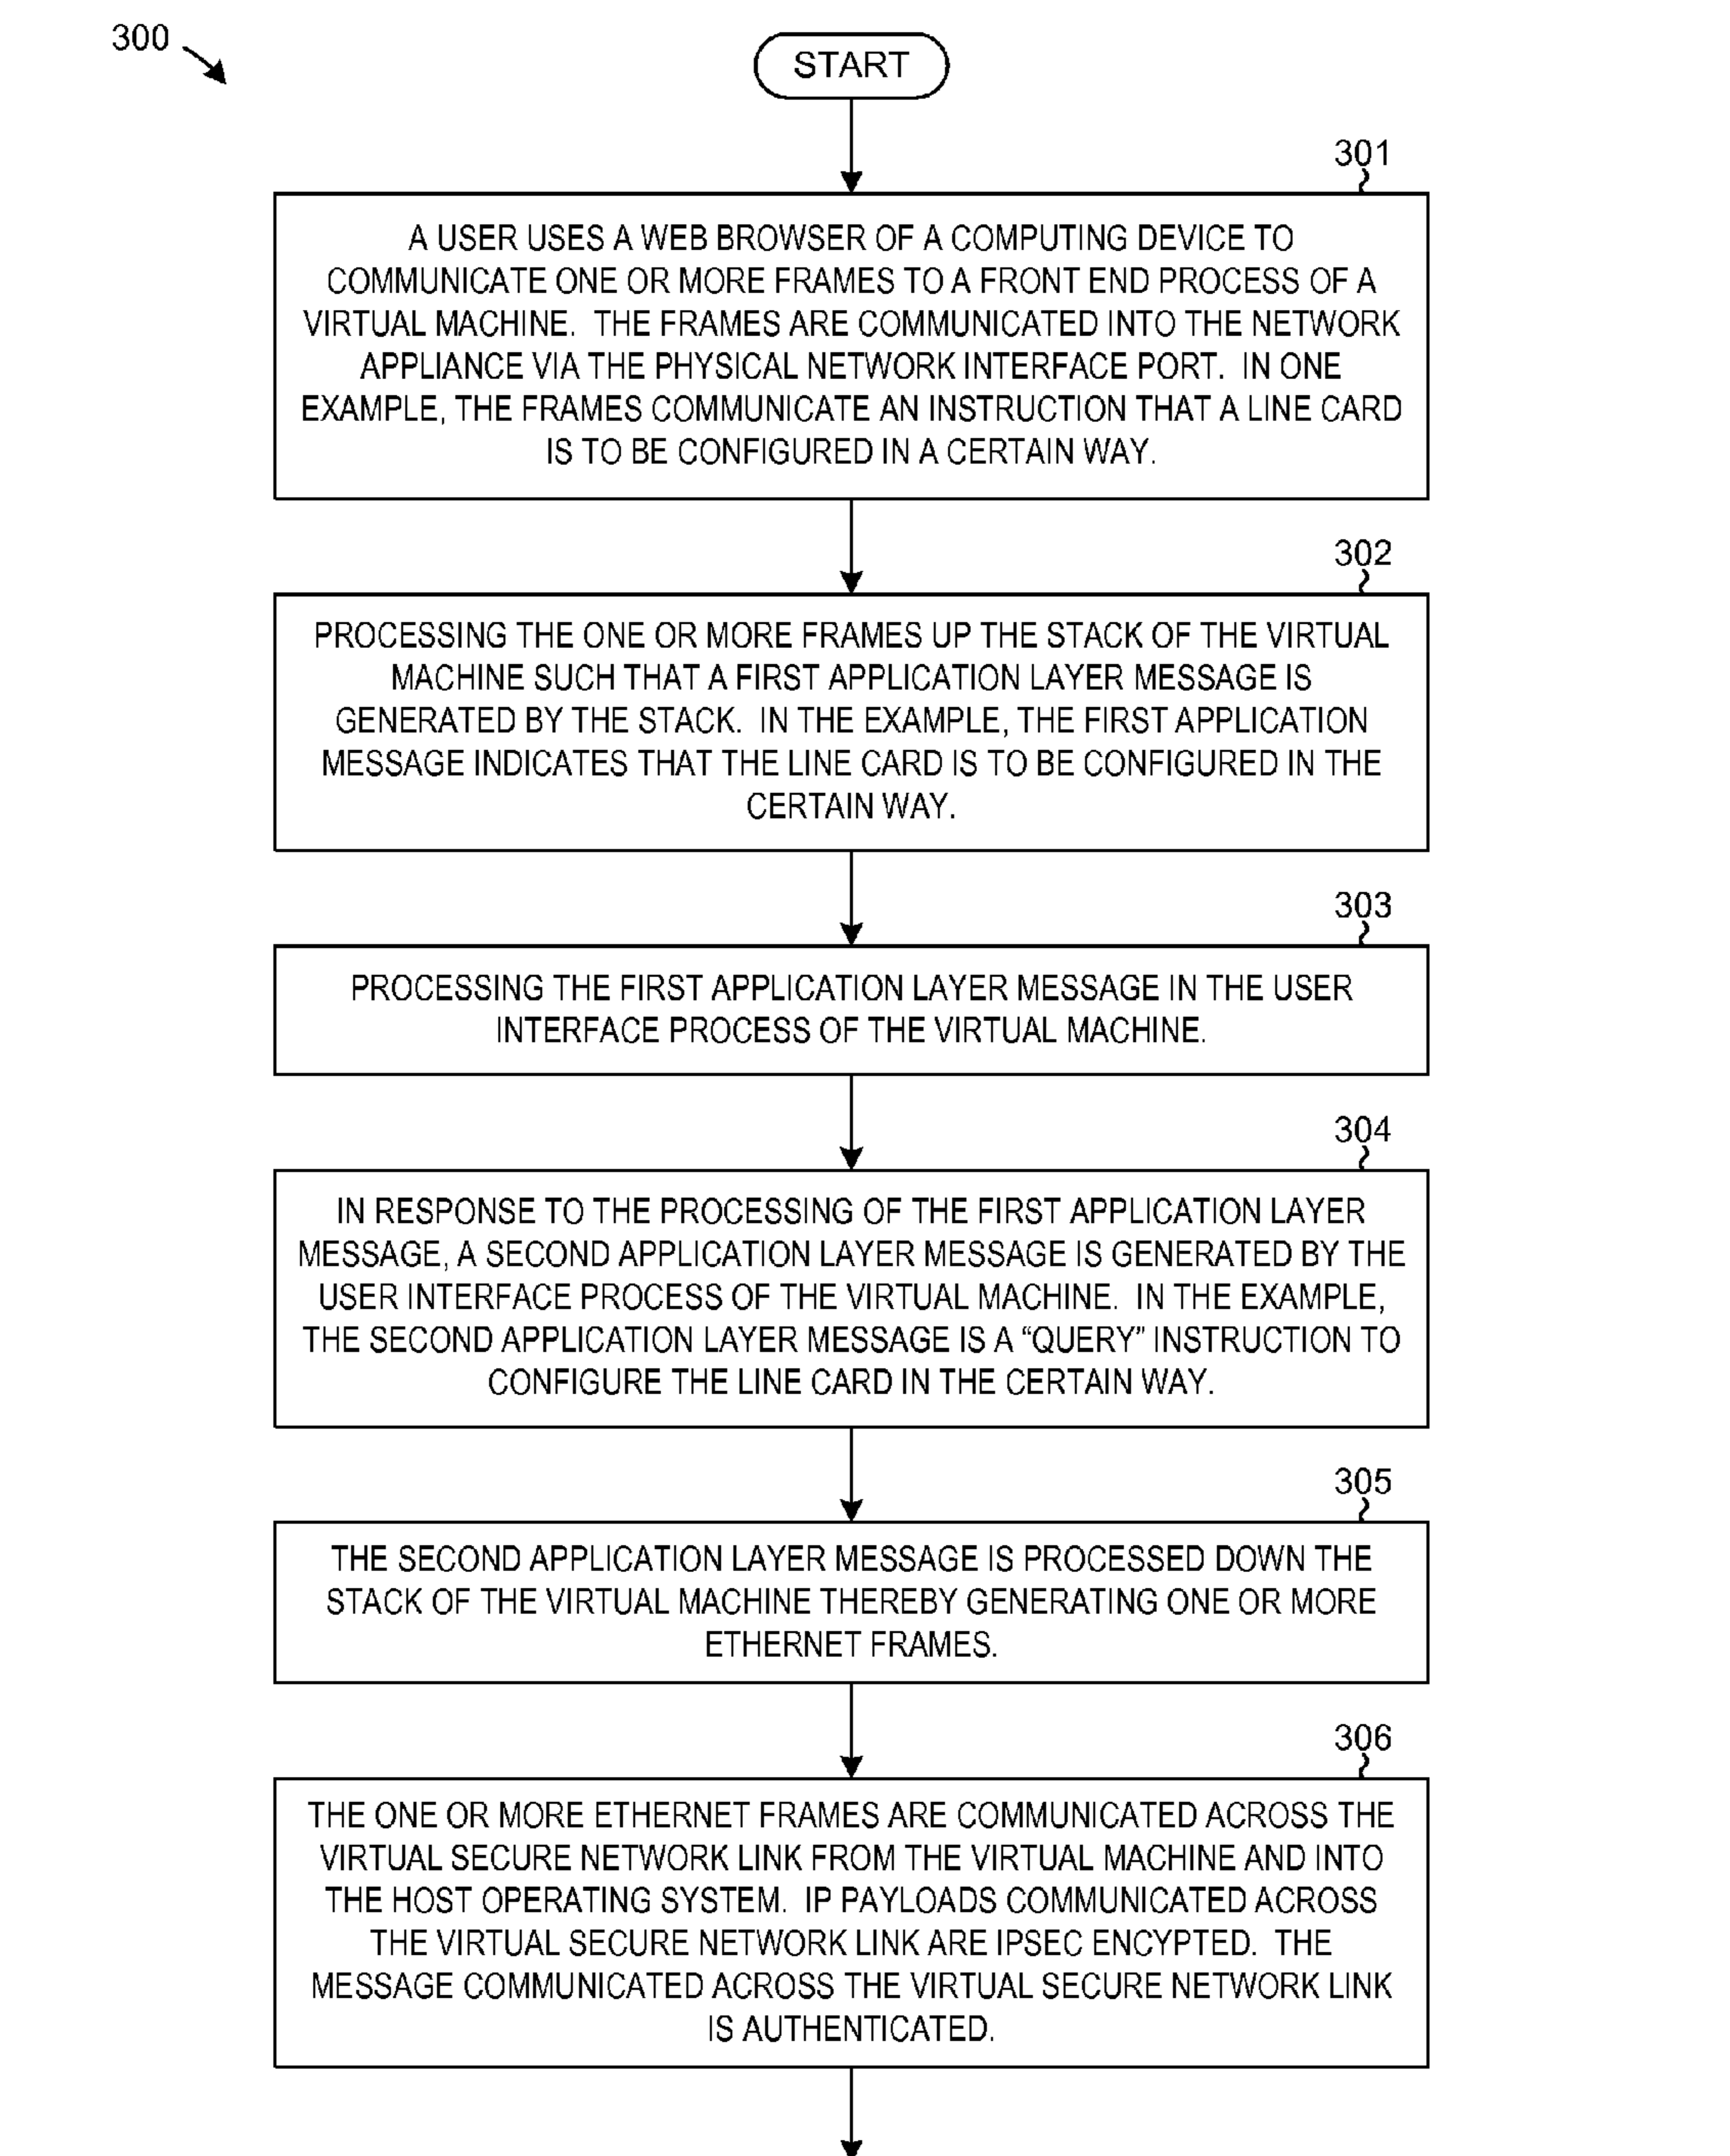 300
START
301
A USER USES A WEB BROWSER OF A COMPUTING DEVICE TO
COMMUNICATE ONE OR MORE FRAMES TO A FRONT END PROCESS OF A
VIRTUAL MACHINE. THE FRAMES ARE COMMUNICATED INTO THE NETWORK
APPLIANCE VIA THE PHYSICAL NETWORK INTERFACE PORT. IN ONE
EXAMPLE, THE FRAMES COMMUNICATE AN INSTRUCTION THAT A LINE CARD
IS TO BE CONFIGURED IN A CERTAIN WAY.
302
PROCESSING THE ONE OR MORE FRAMES UP THE STACK OF THE VIRTUAL
MACHINE SUCH THAT A FIRST APPLICATION LAYER MESSAGE IS
GENERATED BY THE STACK. IN THE EXAMPLE, THE FIRST APPLICATION
MESSAGE INDICATES THAT THE LINE CARD IS TO BE CONFIGURED IN THE
CERTAIN WAY.
303
PROCESSING THE FIRST APPLICATION LAYER MESSAGE IN THE USER
INTERFACE PROCESS OF THE VIRTUAL MACHINE.
304
IN RESPONSE TO THE PROCESSING OF THE FIRST APPLICATION LAYER
MESSAGE, A SECOND APPLICATION LAYER MESSAGE IS GENERATED BY THE
USER INTERFACE PROCESS OF THE VIRTUAL MACHINE. IN THE EXAMPLE,
THE SECOND APPLICATION LAYER MESSAGE IS A “QUERY” INSTRUCTION TO
CONFIGURE THE LINE CARD IN THE CERTAIN WAY.
305
THE SECOND APPLICATION LAYER MESSAGE IS PROCESSED DOWN THE
STACK OF THE VIRTUAL MACHINE THEREBY GENERATING ONE OR MORE
ETHERNET FRAMES.
306
THE ONE OR MORE ETHERNET FRAMES ARE COMMUNICATED ACROSS THE
VIRTUAL SECURE NETWORK LINK FROM THE VIRTUAL MACHINE AND INTO
THE HOST OPERATING SYSTEM. IP PAYLOADS COMMUNICATED ACROSS
THE VIRTUAL SECURE NETWORK LINK ARE IPSEC ENCYPTED. THE
MESSAGE COMMUNICATED ACROSS THE VIRTUAL SECURE NETWORK LINK
IS AUTHENTICATED.